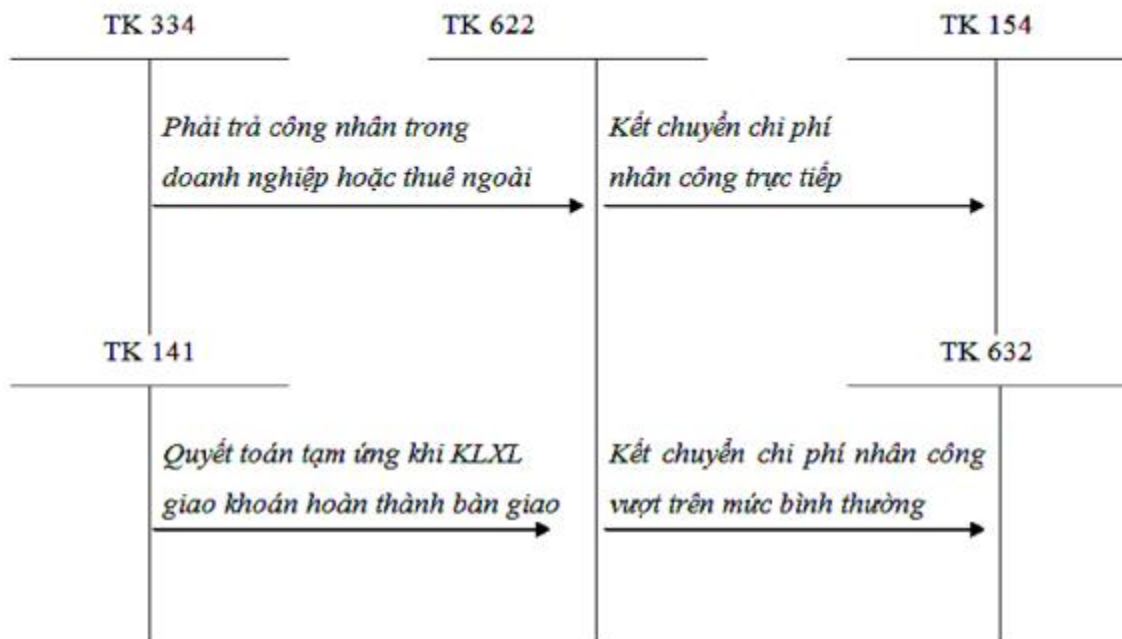 TK 334
TK 622
TK 154
Phải trả công nhân trong
doanh nghiệp hoặc thuê ngoài
Kết chuyển chi phí
nhân công trực tiếp
TK 141
TK 632
Quyết toán tạm ứng khi KLXL
giao khoán hoàn thành bàn giao
Kết chuyển chi phí nhân công
vượt trên mức bình thường